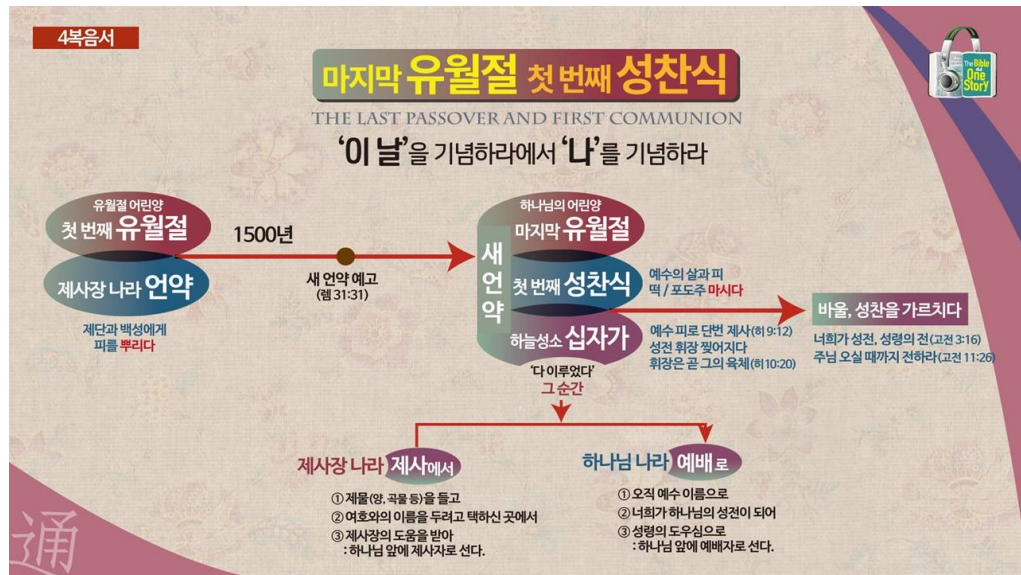 4복음서
마지막 유월절 첫 번째 성찬식
THE LAST PASSOVER AND FIRST COMMUNION
‘이 날’을 기념하라에서 ‘나’를 기념하라
The Bible
as
One
Story
유월절 어린양
첫 번째 유월절
제사장 나라 언약
제단과 백성에게
피를 뿌리다
1500년
새 언약 예고
(렘 31:31)
새
언
약
하나님의 어린양
마지막 유월절
첫 번째 성찬식
하늘성소 십자가
예수의 살과 피
떡 / 포도주 마시다
예수 피로 단번 제사(히 9:12)
성전 휘장 찢어지다
휘장은 곧 그의 육체(히10:20)
바울, 성찬을 가르치다
너희가 성전, 성령의 전(고전 3:16)
주님 오실 때까지 전하라(고전 11:26)
‘다 이루었다’
그 순간
제사장 나라 제사에서
① 제물(양, 곡물 등)을 들고
② 여호와의 이름을 두려고 택하신 곳에서
③ 제사장의 도움을 받아
: 하나님 앞에 제사자로 선다.
하나님 나라 예배로
① 오직 예수 이름으로
② 너희가 하나님의 성전이 되어
③ 성령의 도우심으로
: 하나님 앞에 예배자로 선다.
通